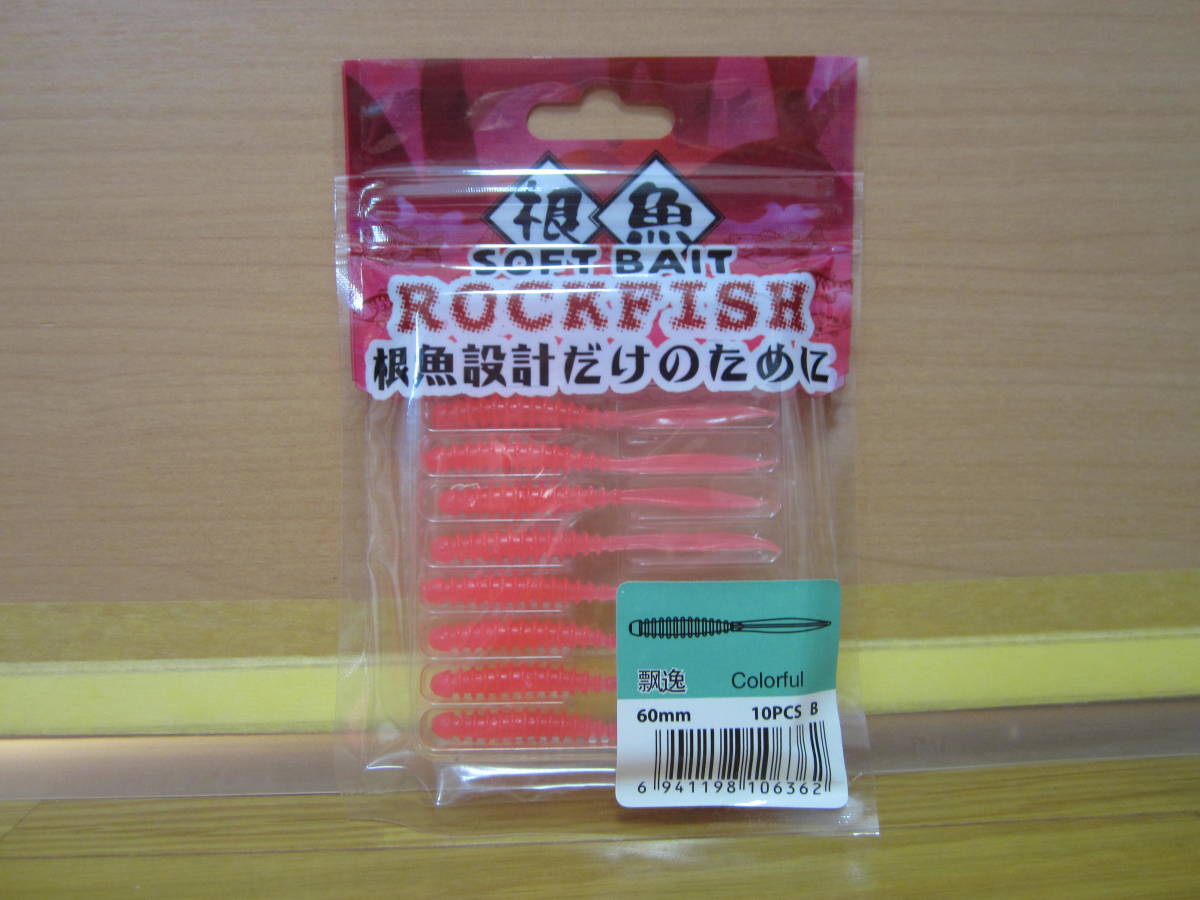 根魚
SOFT BAIT
ROCKFISH
根魚設計だけのために
飘逸 Colorful
60mm 10PCS B
6 941198 106362